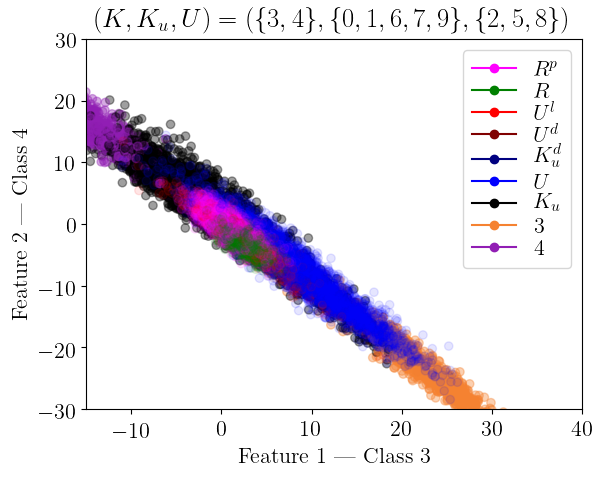 (K, K_u, U) = ({3, 4}, {0, 1, 6, 7, 9}, {2, 5, 8})
30
20
10
0
−10
−20
−30
−10
0
10
20
30
40
Feature 2 — Class 4
Feature 1 — Class 3
R^p
R
U^l
U^d
K_u^d
U
K_u
3
4